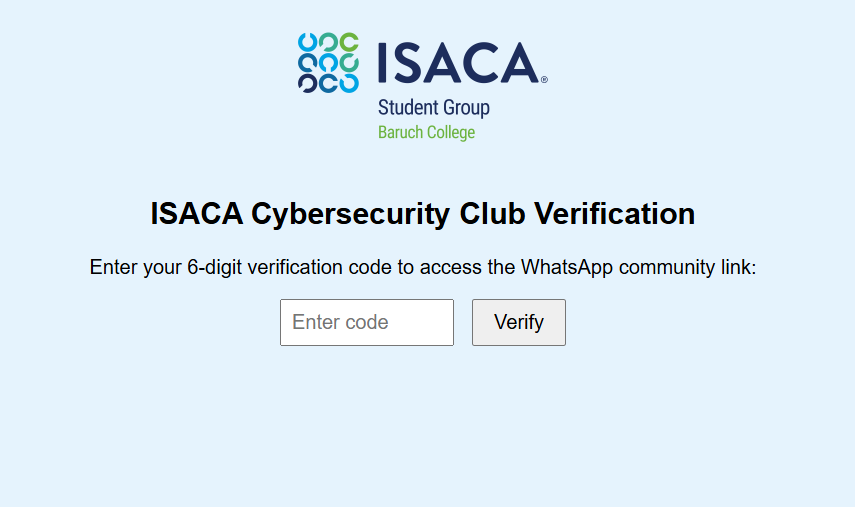 ISACA®
Student Group
Baruch College
ISACA Cybersecurity Club Verification
Enter your 6-digit verification code to access the WhatsApp community link:
Enter code
Verify